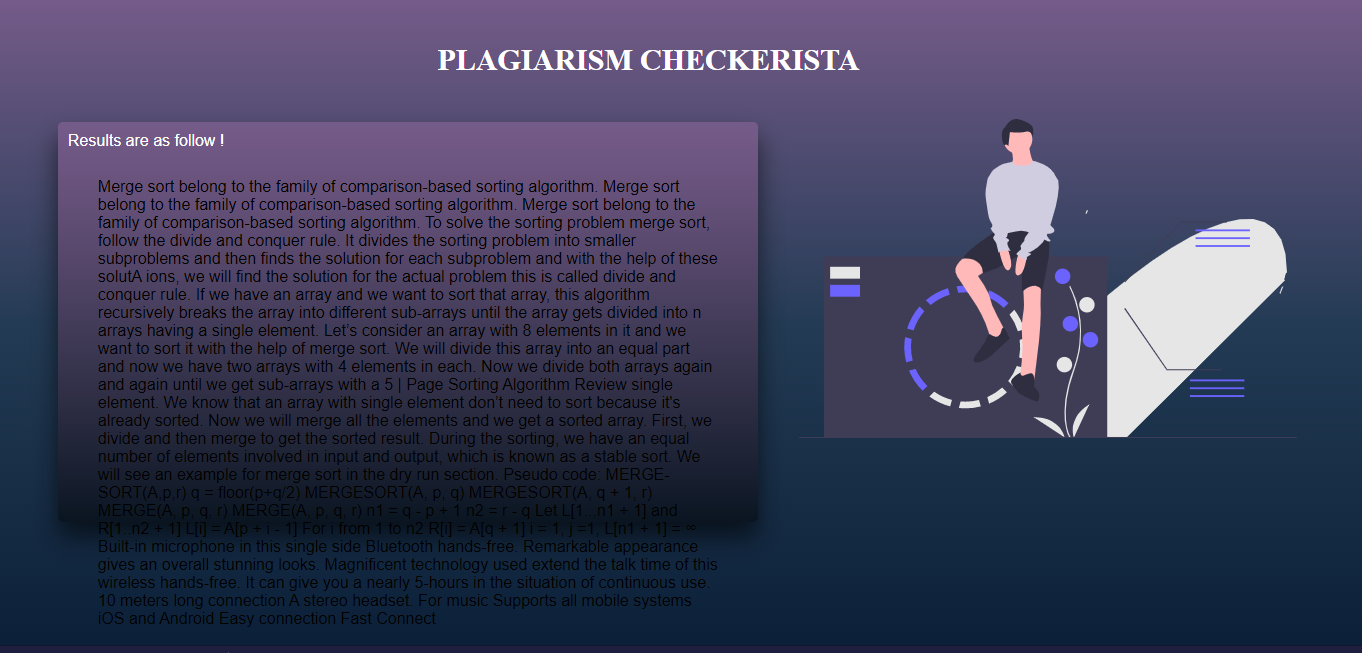 PLAGIARISM CHECKERISTA
Results are as follow !
Merge sort belong to the family of comparison-based sorting algorithm. Merge sort
belong to the family of comparison-based sorting algorithm. Merge sort belong to the
family of comparison-based sorting algorithm. To solve the sorting problem merge sort,
follow the divide and conquer rule. It divides the sorting problem into smaller
subproblems and then finds the solution for each subproblem and with the help of these
solutA ions, we will find the solution for the actual problem this is called divide and
conquer rule. If we have an array and we want to sort that array, this algorithm
recursively breaks the array into different sub-arrays until the array gets divided into n
arrays having a single element. Let's consider an array with 8 elements in it and we
want to sort it with the help of merge sort. We will divide this array into an equal part
and now we have two arrays with 4 elements in each. Now we divide both arrays again
and again until we get sub-arrays with a 5 | Page Sorting Algorithm Review single
element. We know that an array with single element don't need to sort because it's
already sorted. Now we will merge all the elements and we get a sorted array. First, we
divide and then merge to get the sorted result. During the sorting, we have an equal
number of elements involved in input and output, which is known as a stable sort. We
will see an example for merge sort in the dry run section. Pseudo code: MERGE-
SORT(A,p,r) q = floor(p+q/2) MERGESORT(A, p, q) MERGESORT(A, q + 1, r)
MERGE(A, p, q, r) MERGE(A, p, q, r) n1 = q - p + 1 n2 = r - q Let L[1.. n1 + 1] and
R[1..n2 + 1] L[i] = A[p + i - 1] For i from 1 to n2 R[i] = A[q + 1] i = 1, j =1, L[n1 + 1] = ∞
Built-in microphone in this single side Bluetooth hands-free. Remarkable appearance
gives an overall stunning looks. Magnificent technology used extend the talk time of this
wireless hands-free. It can give you a nearly 5-hours in the situation of continuous use.
10 meters long connection A stereo headset. For music Supports all mobile systems
iOS and Android Easy connection Fast Connect